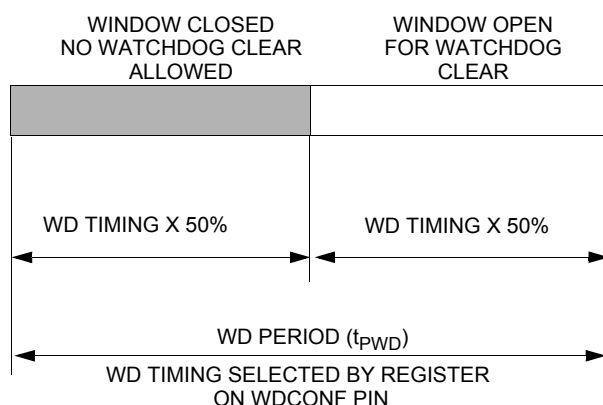 WINDOW CLOSED
NO WATCHDOG CLEAR
ALLOWED
WINDOW OPEN
FOR WATCHDOG
CLEAR
WD TIMING X 50%
WD TIMING X 50%
WD PERIOD (tPWD)
WD TIMING SELECTED BY REGISTER
ON WDCONF PIN